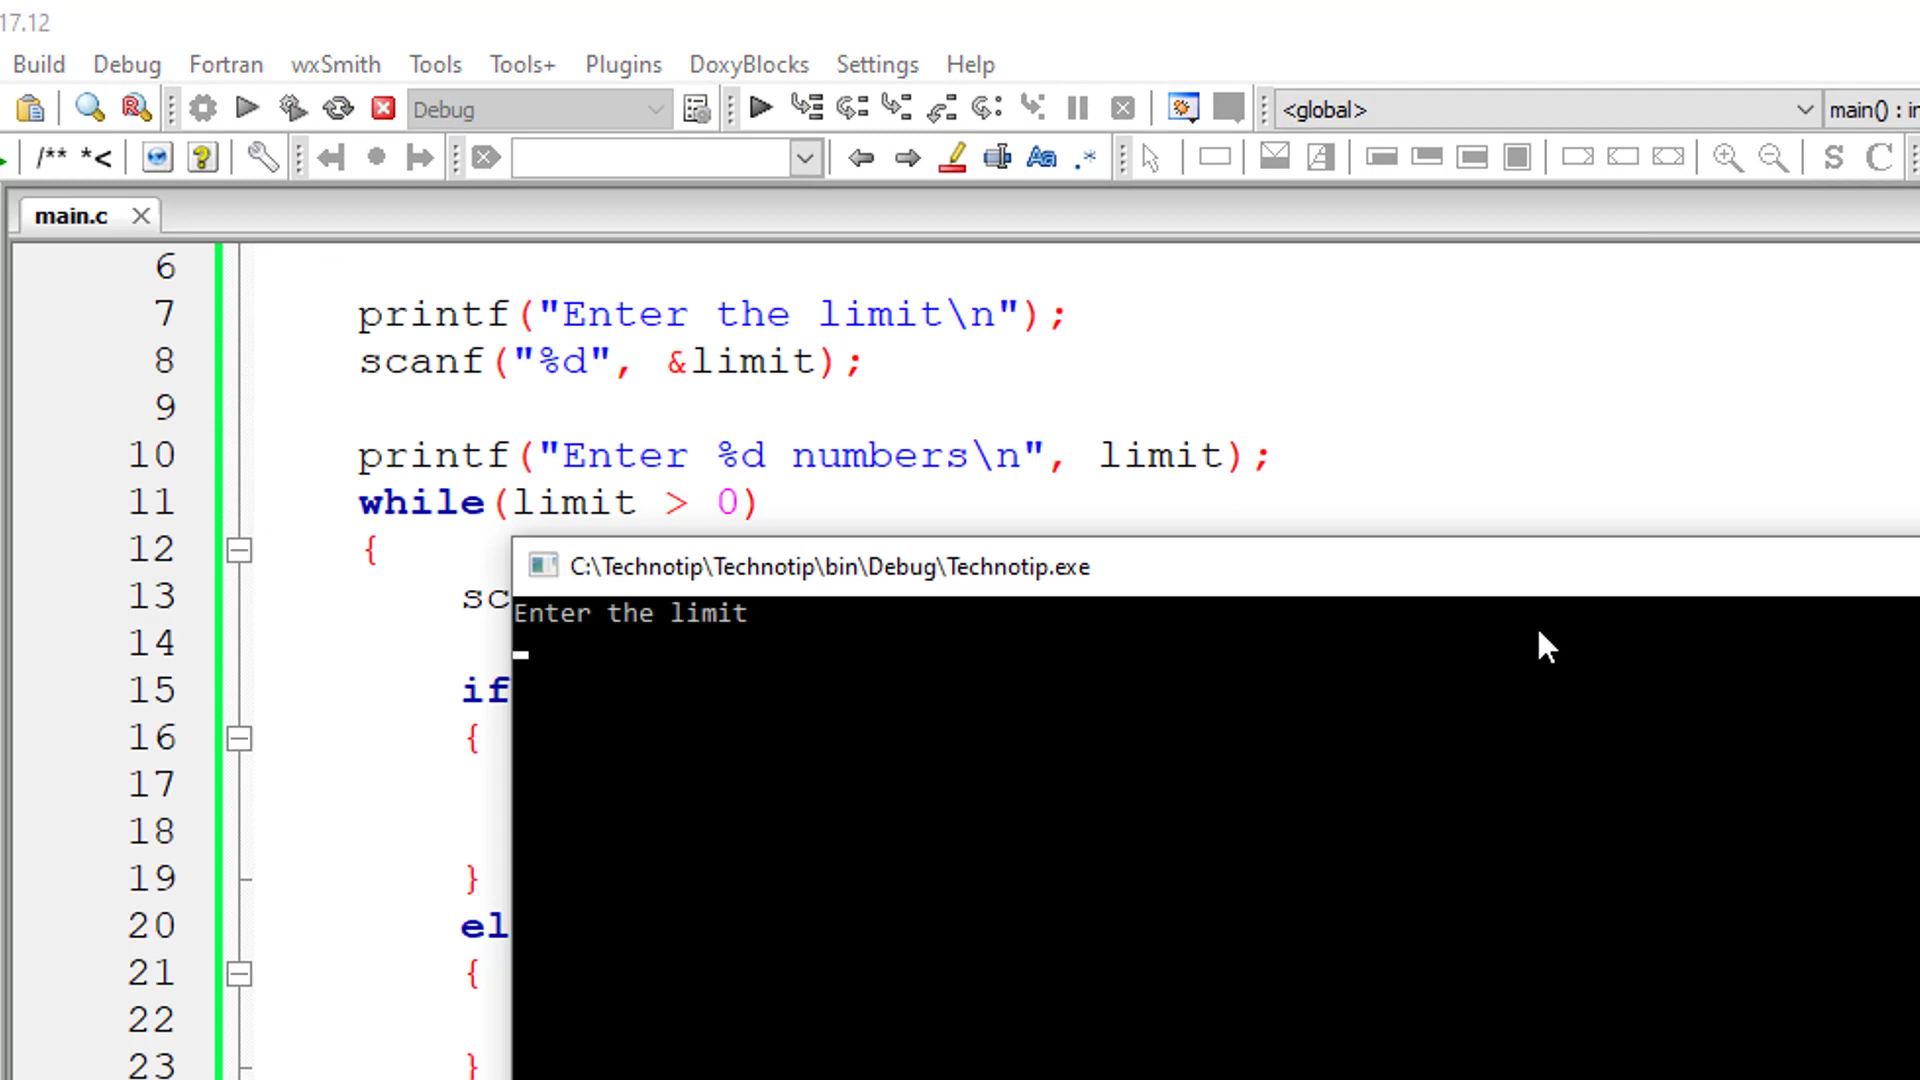 17.12
Build Debug Fortran wxSmith Tools Tools+ Plugins DoxyBlocks Settings Help
Debug <global> main() : in
/** *< Aa .* S C
main.c
6
7 printf("Enter the limit\n");
8 scanf("%d", &limit);
9
10 printf("Enter %d numbers\n", limit);
11 while(limit > 0)
12 {
13 sc
14
15 if
16 {
17
18
19 }
20 el
21 {
22
23 }
C:\Technotip\Technotip\bin\Debug\Technotip.exe
Enter the limit